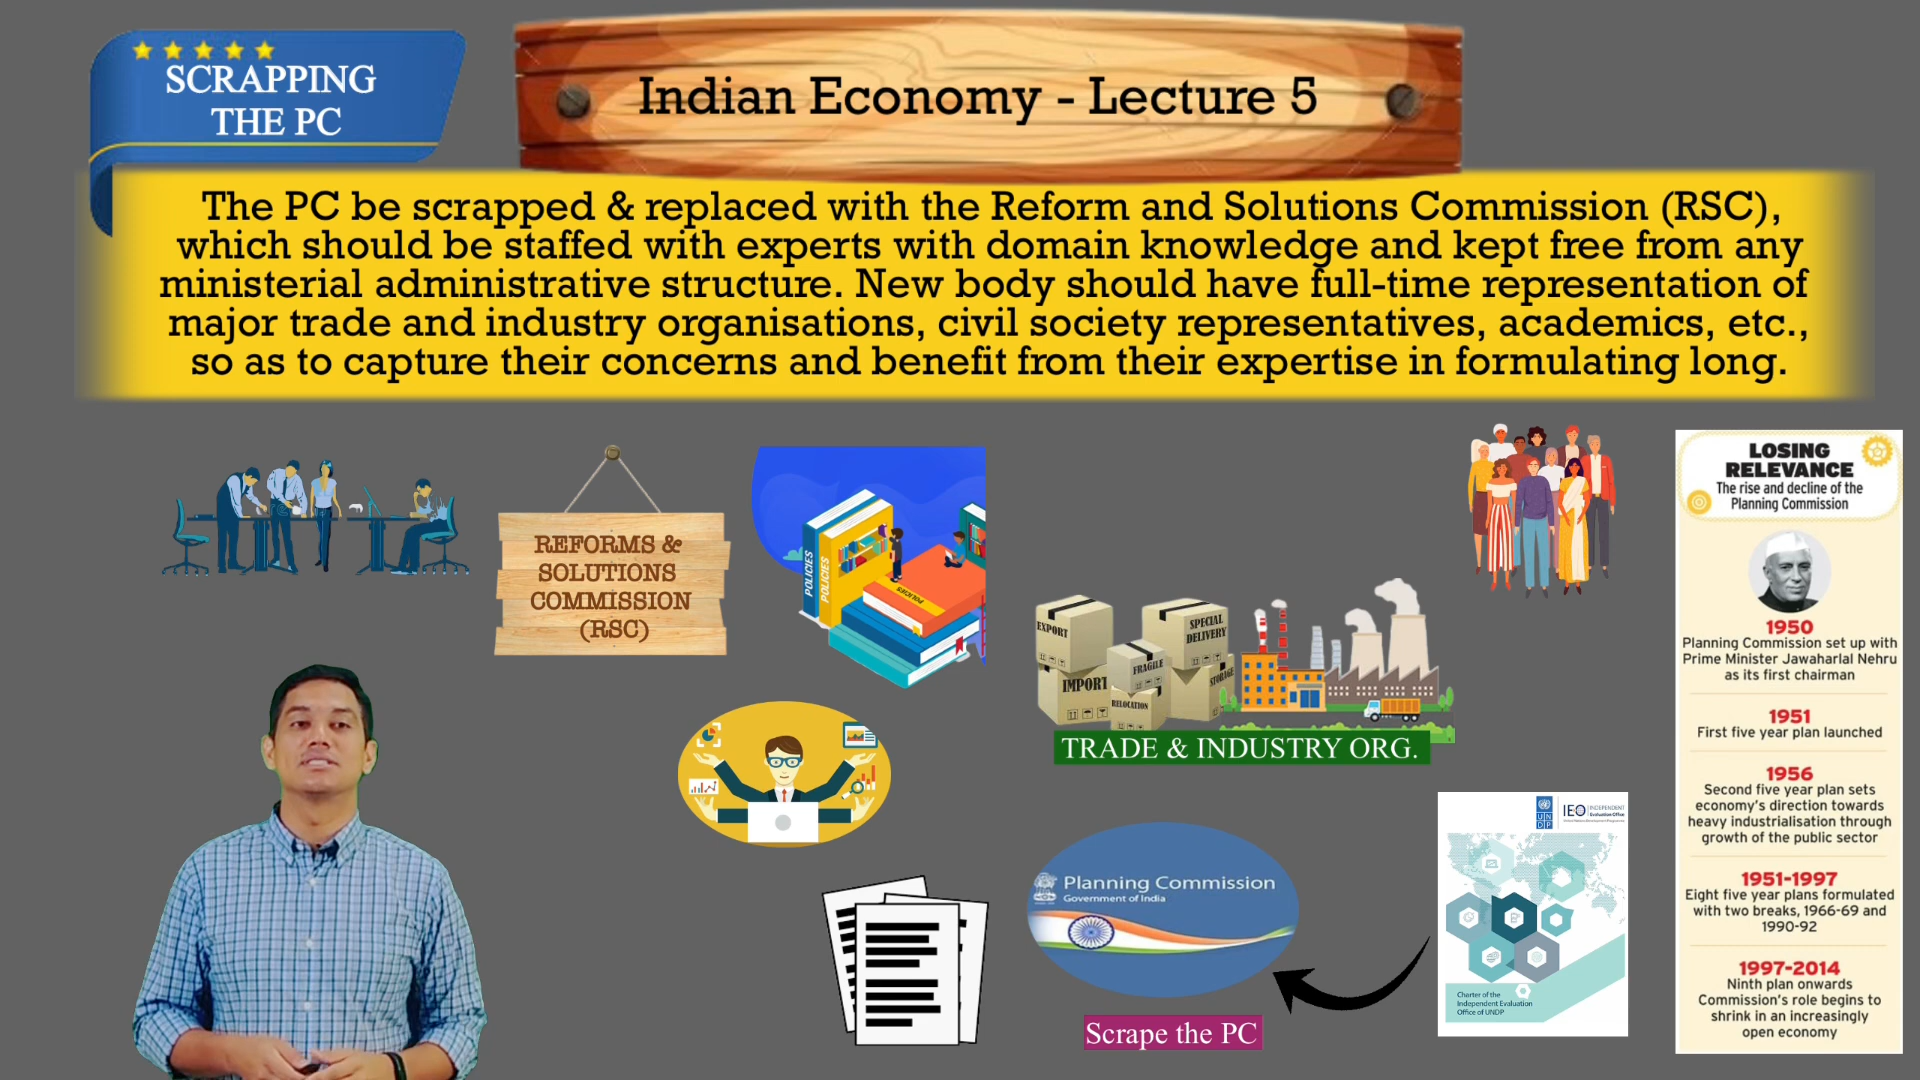 SCRAPPING
THE PC
Indian Economy - Lecture 5
The PC be scrapped & replaced with the Reform and Solutions Commission (RSC),
which should be staffed with experts with domain knowledge and kept free from any
ministerial administrative structure. New body should have full-time representation of
major trade and industry organisations, civil society representatives, academics, etc.,
so as to capture their concerns and benefit from their expertise in formulating long.
REFORMS &
SOLUTIONS
COMMISSION
(RSC)
POLICIES
POLICIES
POLICIES
EXPORT
IMPORT
SPECIAL
DELIVERY
FRAGILE
STORAGE
RELOCATION
TRADE & INDUSTRY ORG.
Planning Commission
Government of India
Scrape the PC
UN
DP
IEO
INDEPENDENT
Evaluation Office
Charter of the
Independent Evaluation
Office of UNDP
LOSING
RELEVANCE
The rise and decline of the
Planning Commission
1950
Planning Commission set up with
Prime Minister Jawaharlal Nehru
as its first chairman
1951
First five year plan launched
1956
Second five year plan sets
economy's direction towards
heavy industrialisation through
growth of the public sector
1951-1997
Eight five year plans formulated
with two breaks, 1966-69 and
1990-92
1997-2014
Ninth plan onwards
Commission's role begins to
shrink in an increasingly
open economy